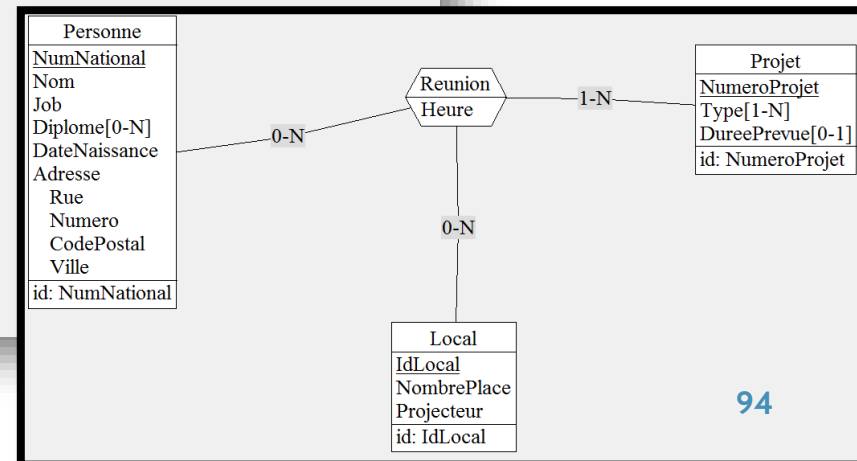 Personne
NumNational
Nom
Job
Diplome[0-N]
DateNaissance
Adresse
Rue
Numero
CodePostal
Ville
id: NumNational
0-N
Reunion
Heure
1-N
Projet
NumeroProjet
Type[1-N]
DureePrevue[0-1]
id: NumeroProjet
0-N
Local
IdLocal
NombrePlace
Projecteur
id: IdLocal
94